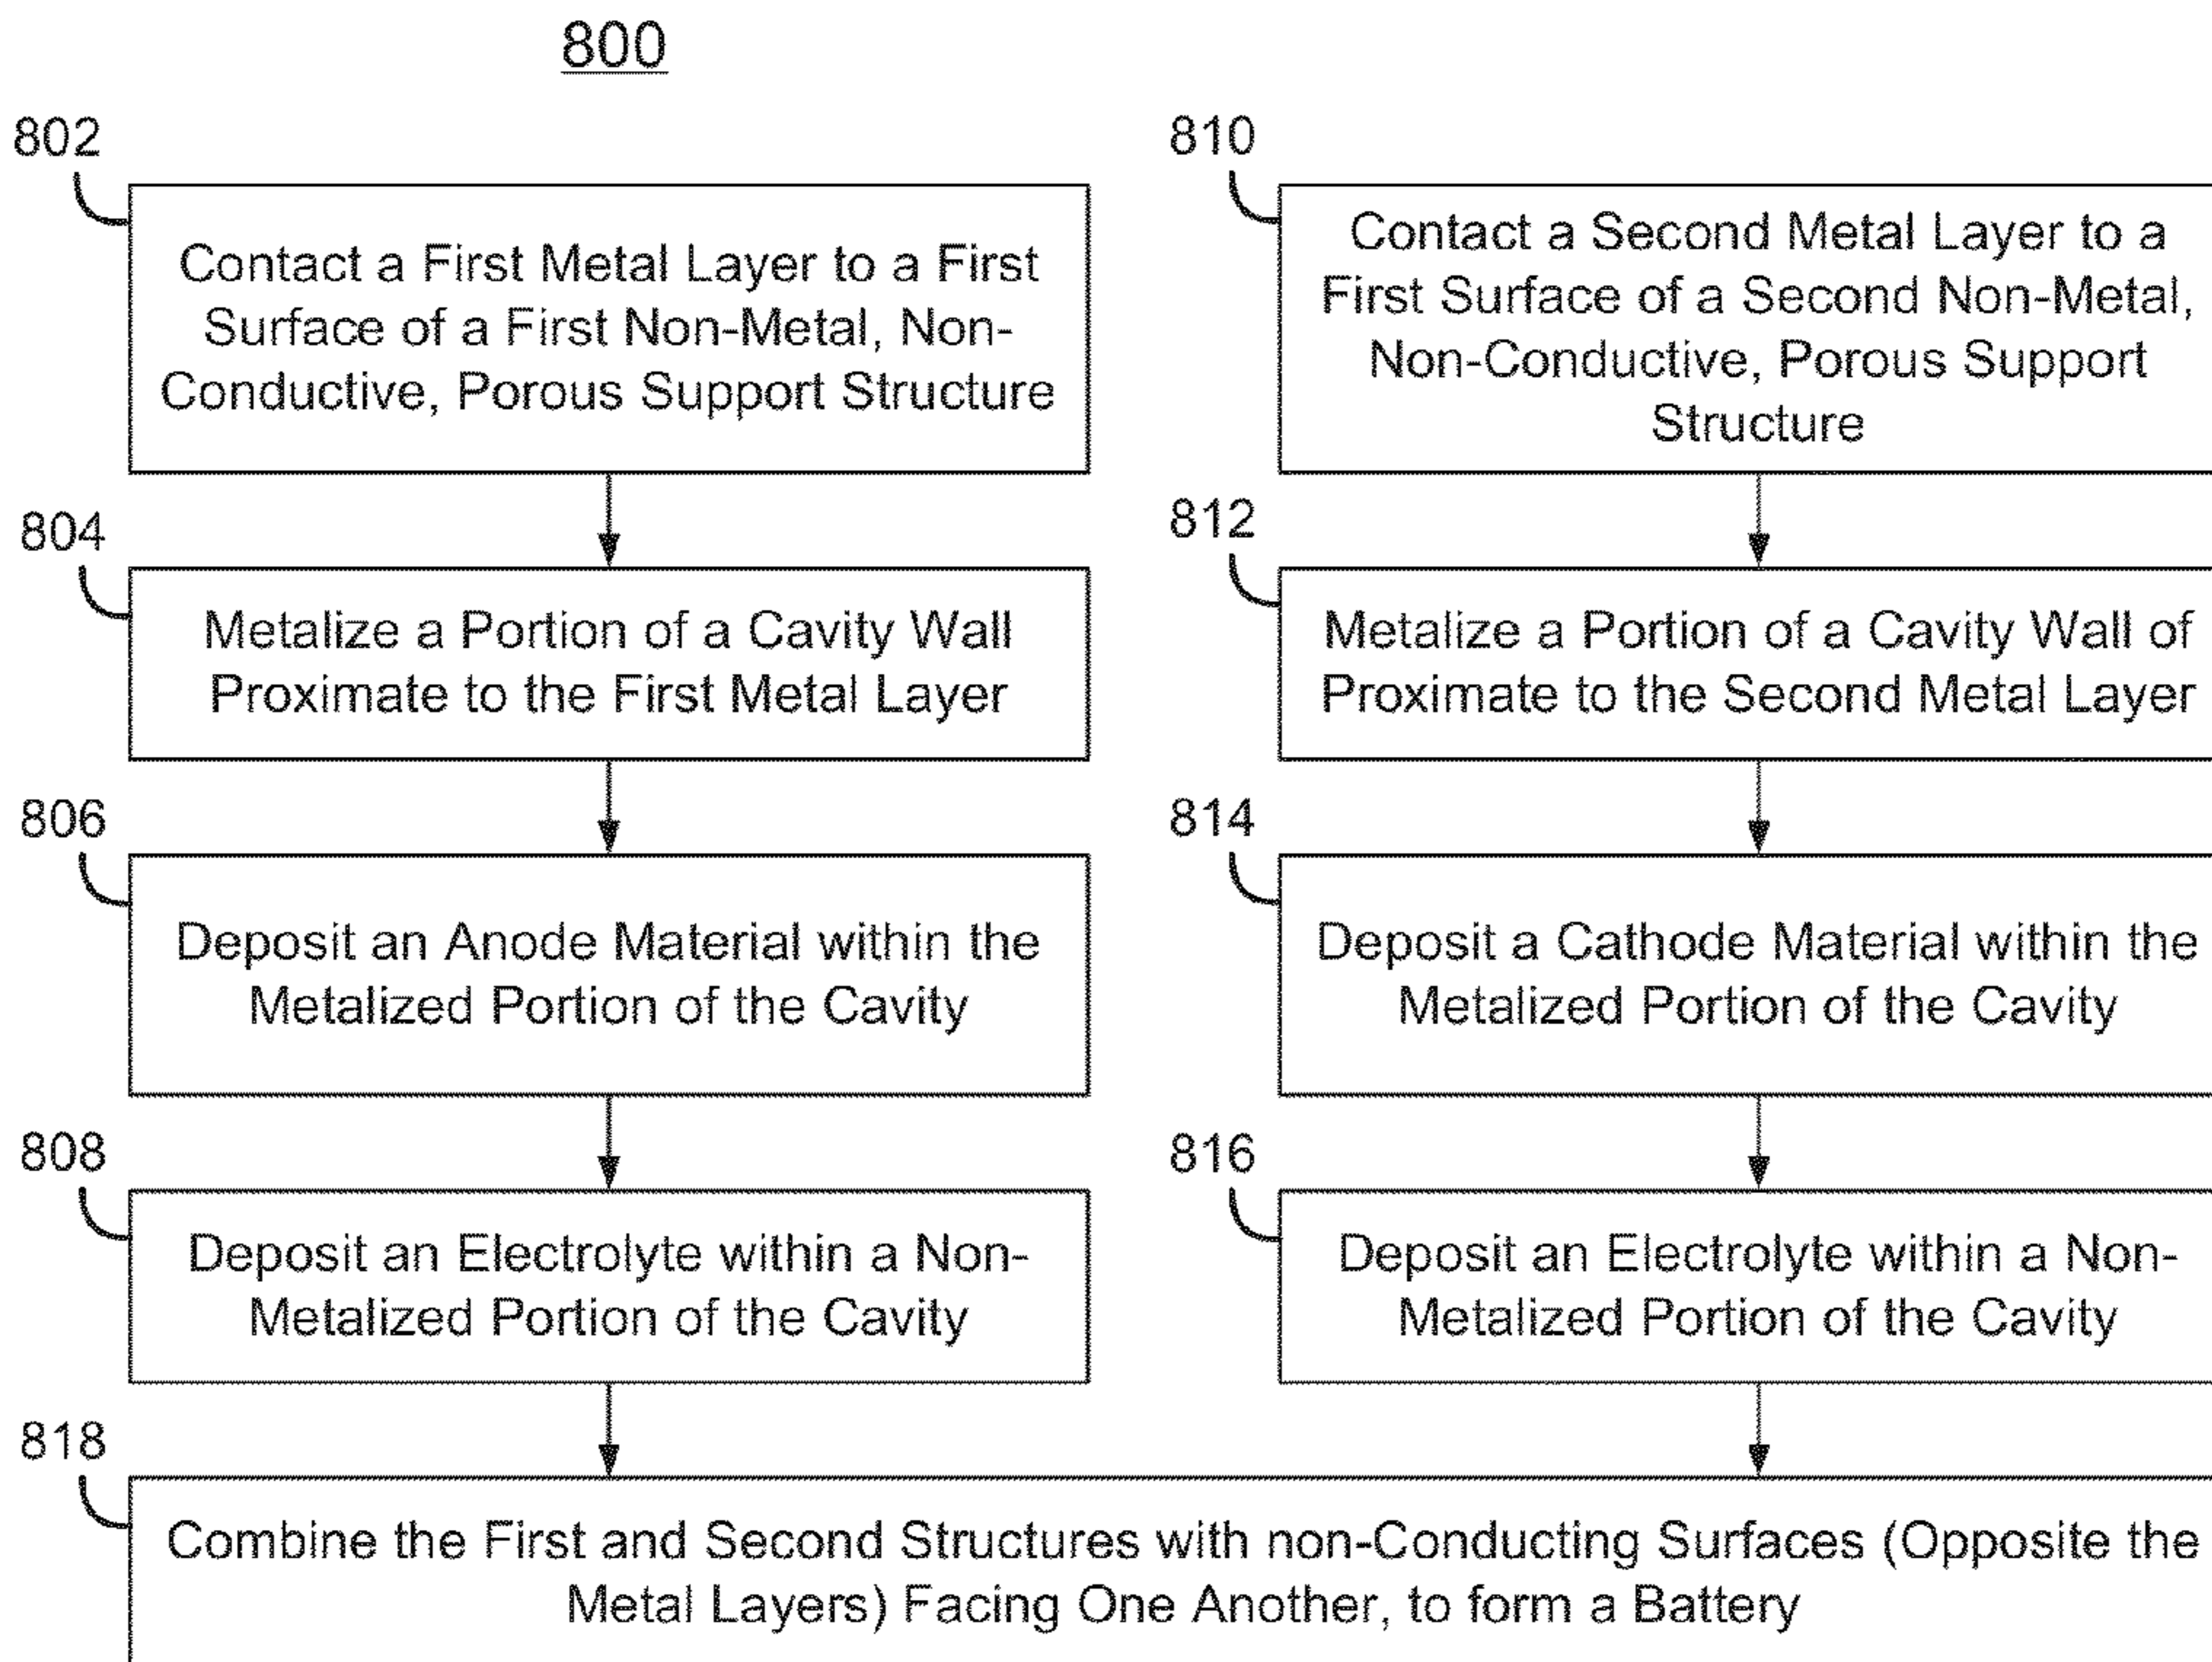 800
802
Contact a First Metal Layer to a First
Surface of a First Non-Metal, Non-
Conductive, Porous Support Structure
804
Metalize a Portion of a Cavity Wall
Proximate to the First Metal Layer
806
Deposit an Anode Material within the
Metalized Portion of the Cavity
808
Deposit an Electrolyte within a Non-
Metalized Portion of the Cavity
810
Contact a Second Metal Layer to a
First Surface of a Second Non-Metal,
Non-Conductive, Porous Support
Structure
812
Metalize a Portion of a Cavity Wall of
Proximate to the Second Metal Layer
814
Deposit a Cathode Material within the
Metalized Portion of the Cavity
816
Deposit an Electrolyte within a Non-
Metalized Portion of the Cavity
818
Combine the First and Second Structures with non-Conducting Surfaces (Opposite the
Metal Layers) Facing One Another, to form a Battery